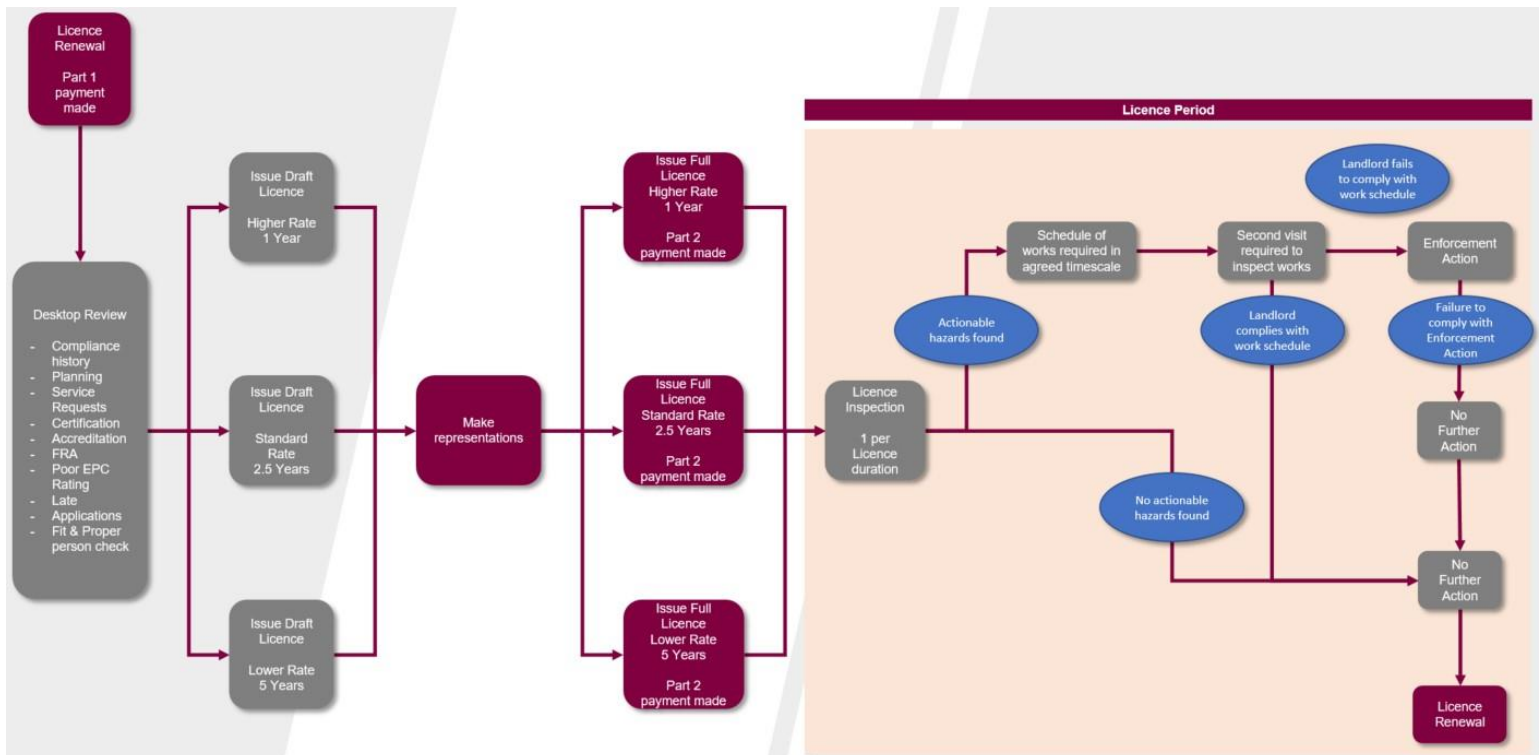 Licence
Renewal
Part 1
payment
made
Desktop Review
- Compliance
history
- Planning
- Service
Requests
- Certification
- Accreditation
- FRA
- Poor EPC
Rating
- Late
- Applications
- Fit & Proper
person check
Issue Draft
Licence
Higher Rate
1 Year
Issue Draft
Licence
Standard
Rate
2.5 Years
Issue Draft
Licence
Lower Rate
5 Years
Make
representations
Issue Full
Licence
Higher Rate
1 Year
Part 2
payment made
Issue Full
Licence
Standard Rate
2.5 Years
Part 2
payment made
Issue Full
Licence
Lower Rate
5 Years
Part 2
payment made
Licence Period
Licence
Inspection
1 per
Licence
duration
Actionable
hazards found
No actionable
hazards found
Schedule of
works required in
agreed timescale
Second visit
required to
inspect works
Landlord
complies with
work schedule
Landlord fails
to comply with
work schedule
Enforcement
Action
Failure to
comply with
Enforcement
Action
No
Further
Action
No
Further
Action
Licence
Renewal